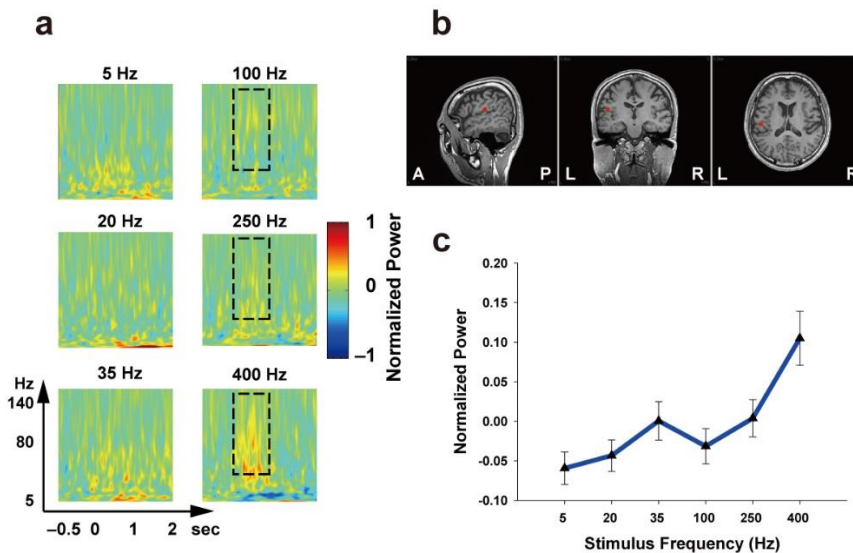 a
5 Hz
100 Hz
20 Hz
250 Hz
35 Hz
400 Hz
Hz
140
80
5
–0.5 0 1 2 sec
1
0
–1
Normalized Power
b
A P
L R
L R
c
Normalized Power
0.20
0.15
0.10
0.05
0.00
-0.05
-0.10
5 20 35 100 250 400
Stimulus Frequency (Hz)